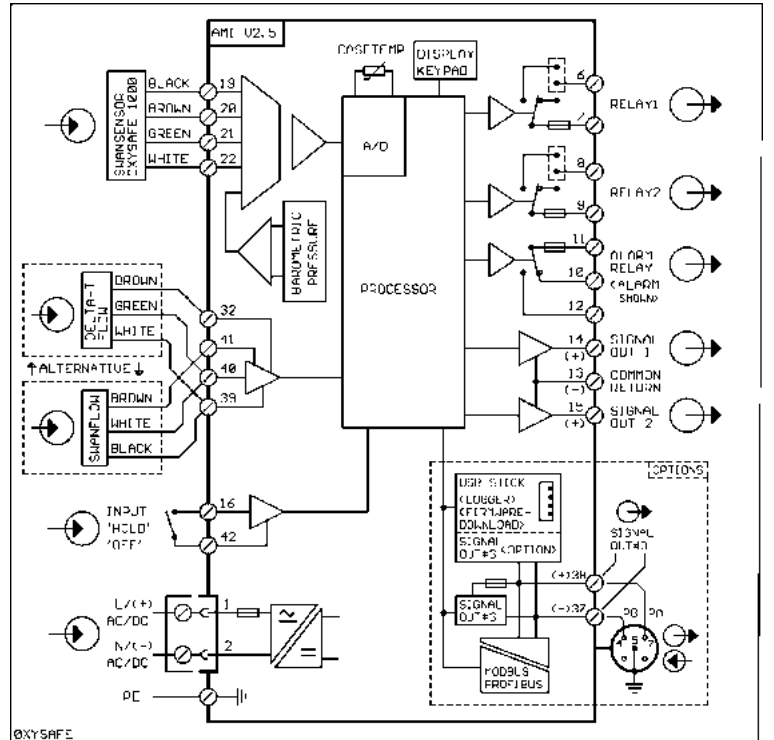 AMI V2.5
SWANSENSOR
OXYSAFE 1000
BLACK 19
BROWN 20
GREEN 21
WHITE 22
CASETEMP.
DISPLAY
KEYPAD
A/D
PROCESSOR
BAROMETRIC
PRESSURE
6
7
RELAY1
8
9
RELAY2
11
10
12
ALARM
RELAY
(ALARM
SHOWN)
14
(+)
SIGNAL
OUT 1
13
(-)
COMMON
RETURN
15
(+)
SIGNAL
OUT 2
DELTA-T
FLOW
BROWN
GREEN
WHITE
32
41
40
39
↑ALTERNATIVE↓
SWANFLOW
BROWN
WHITE
BLACK
INPUT
'HOLD'
'OFF'
16
42
L/(+)
AC/DC
1
N/(-)
AC/DC
2
PE
OPTIONS
USB STICK
(LOGGER)
(FIRMWARE-
DOWNLOAD)
SIGNAL
OUT#3 (OPTION)
SIGNAL
OUT#3
SIGNAL
OUT#3
(+)38
(-)37
PB PA
4 5 7
MODBUS
PROFIBUS
OXYSAFE